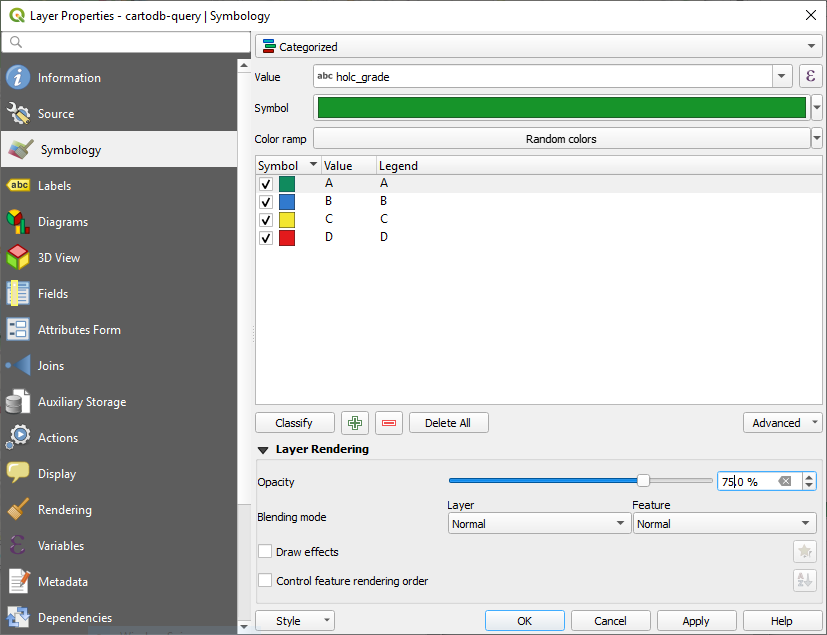 Layer Properties - cartodb-query | Symbology
Information
Source
Symbology
abc Labels
Diagrams
3D View
Fields
Attributes Form
Joins
Auxiliary Storage
Actions
Display
Rendering
Variables
Metadata
Dependencies
Categorized
Value abc holc_grade ε
Symbol
Color ramp Random colors
Symbol Value Legend
A A
B B
C C
D D
Classify Delete All Advanced
Layer Rendering
Opacity 75.0 %
Layer Feature
Blending mode Normal Normal
Draw effects
Control feature rendering order
Style OK Cancel Apply Help